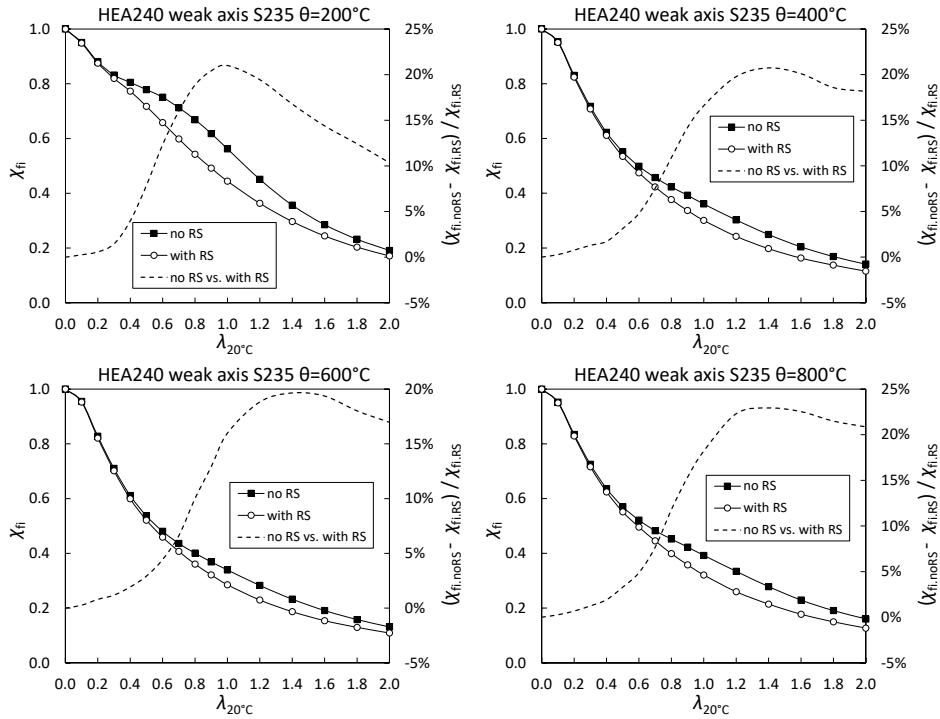 HEA240 weak axis S235 θ=200°C
1.0
0.8
0.6
0.4
0.2
0.0
χfi
25%
20%
15%
10%
5%
0%
-5%
(χfi.noRS - χfi.RS) / χfi.RS
no RS
with RS
no RS vs. with RS
0.0 0.2 0.4 0.6 0.8 1.0 1.2 1.4 1.6 1.8 2.0
λ20°C
HEA240 weak axis S235 θ=400°C
1.0
0.8
0.6
0.4
0.2
0.0
χfi
25%
20%
15%
10%
5%
0%
-5%
(χfi.noRS - χfi.RS) / χfi.RS
no RS
with RS
no RS vs. with RS
0.0 0.2 0.4 0.6 0.8 1.0 1.2 1.4 1.6 1.8 2.0
λ20°C
HEA240 weak axis S235 θ=600°C
1.0
0.8
0.6
0.4
0.2
0.0
χfi
20%
15%
10%
5%
0%
-5%
(χfi.noRS - χfi.RS) / χfi.RS
no RS
with RS
no RS vs. with RS
0.0 0.2 0.4 0.6 0.8 1.0 1.2 1.4 1.6 1.8 2.0
λ20°C
HEA240 weak axis S235 θ=800°C
1.0
0.8
0.6
0.4
0.2
0.0
χfi
25%
20%
15%
10%
5%
0%
-5%
(χfi.noRS - χfi.RS) / χfi.RS
no RS
with RS
no RS vs. with RS
0.0 0.2 0.4 0.6 0.8 1.0 1.2 1.4 1.6 1.8 2.0
λ20°C